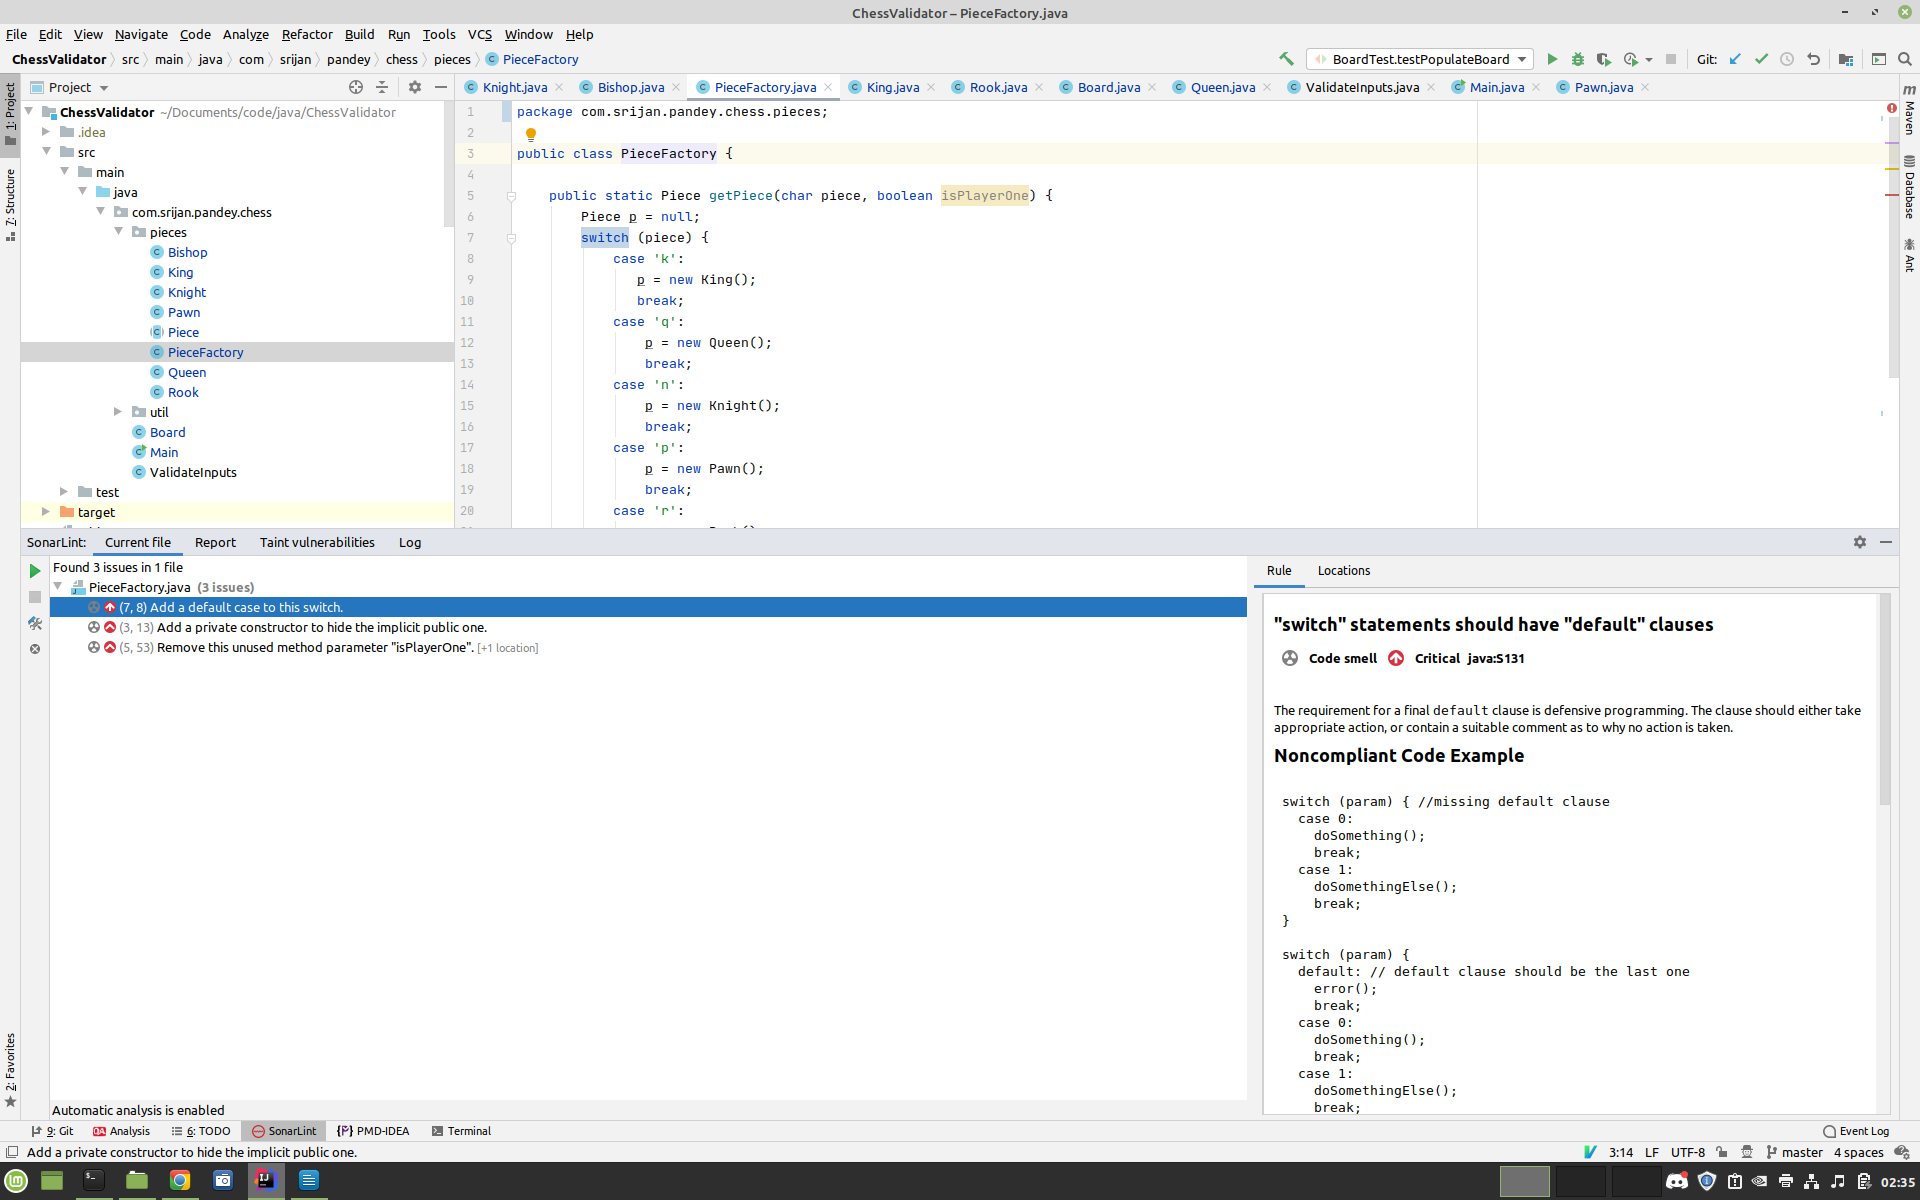 ChessValidator – PieceFactory.java
File Edit View Navigate Code Analyze Refactor Build Run Tools VCS Window Help
ChessValidator src main java com srijan pandey chess pieces PieceFactory
BoardTest.testPopulateBoard Git:
1: Project
7: Structure
2: Favorites
Project
ChessValidator ~/Documents/code/java/ChessValidator
.idea
src
main
java
com.srijan.pandey.chess
pieces
Bishop
King
Knight
Pawn
Piece
PieceFactory
Queen
Rook
util
Board
Main
ValidateInputs
test
target
Knight.java Bishop.java PieceFactory.java King.java Rook.java Board.java Queen.java ValidateInputs.java Main.java Pawn.java
1 package com.srijan.pandey.chess.pieces;
2
3 public class PieceFactory {
4
5 public static Piece getPiece(char piece, boolean isPlayerOne) {
6 Piece p = null;
7 switch (piece) {
8 case 'k':
9 p = new King();
10 break;
11 case 'q':
12 p = new Queen();
13 break;
14 case 'n':
15 p = new Knight();
16 break;
17 case 'p':
18 p = new Pawn();
19 break;
20 case 'r':
m
Maven
Database
Ant
SonarLint: Current file Report Taint vulnerabilities Log
Found 3 issues in 1 file
PieceFactory.java (3 issues)
(7, 8) Add a default case to this switch.
(3, 13) Add a private constructor to hide the implicit public one.
(5, 53) Remove this unused method parameter "isPlayerOne". [+1 location]
Automatic analysis is enabled
Rule Locations
"switch" statements should have "default" clauses
Code smell Critical java:S131
The requirement for a final default clause is defensive programming. The clause should either take
appropriate action, or contain a suitable comment as to why no action is taken.
Noncompliant Code Example
switch (param) { //missing default clause
case 0:
doSomething();
break;
case 1:
doSomethingElse();
break;
}
switch (param) {
default: // default clause should be the last one
error();
break;
case 0:
doSomething();
break;
case 1:
doSomethingElse();
break;
9: Git Analysis 6: TODO SonarLint PMD-IDEA Terminal Event Log
Add a private constructor to hide the implicit public one. 3:14 LF UTF-8 master 4 spaces
02:35